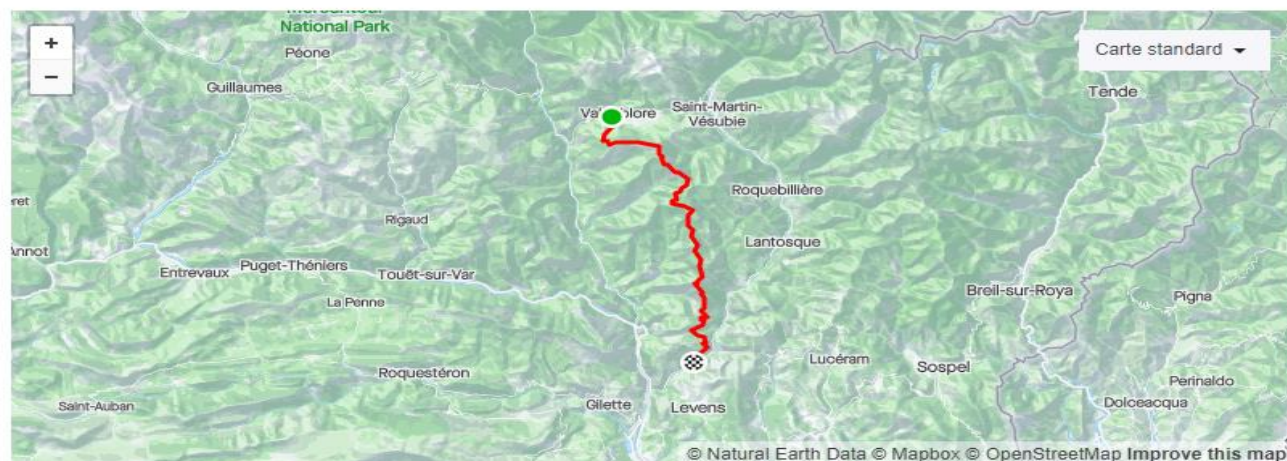 National Park
Péone
+
−
Carte standard
Guillaumes
Tende
Saint-Martin-
Vésubie
Roquebillière
Rigaud
Annot
Lantosque
Entrevaux
Puget-Théniers
Touët-sur-Var
La Penne
Breil-sur-Roya
Pigna
Lucéram
Sospel
Roquestéron
Perinaldo
Saint-Auban
Gilette
Levens
Dolceacqua
© Natural Earth Data © Mapbox © OpenStreetMap Improve this map